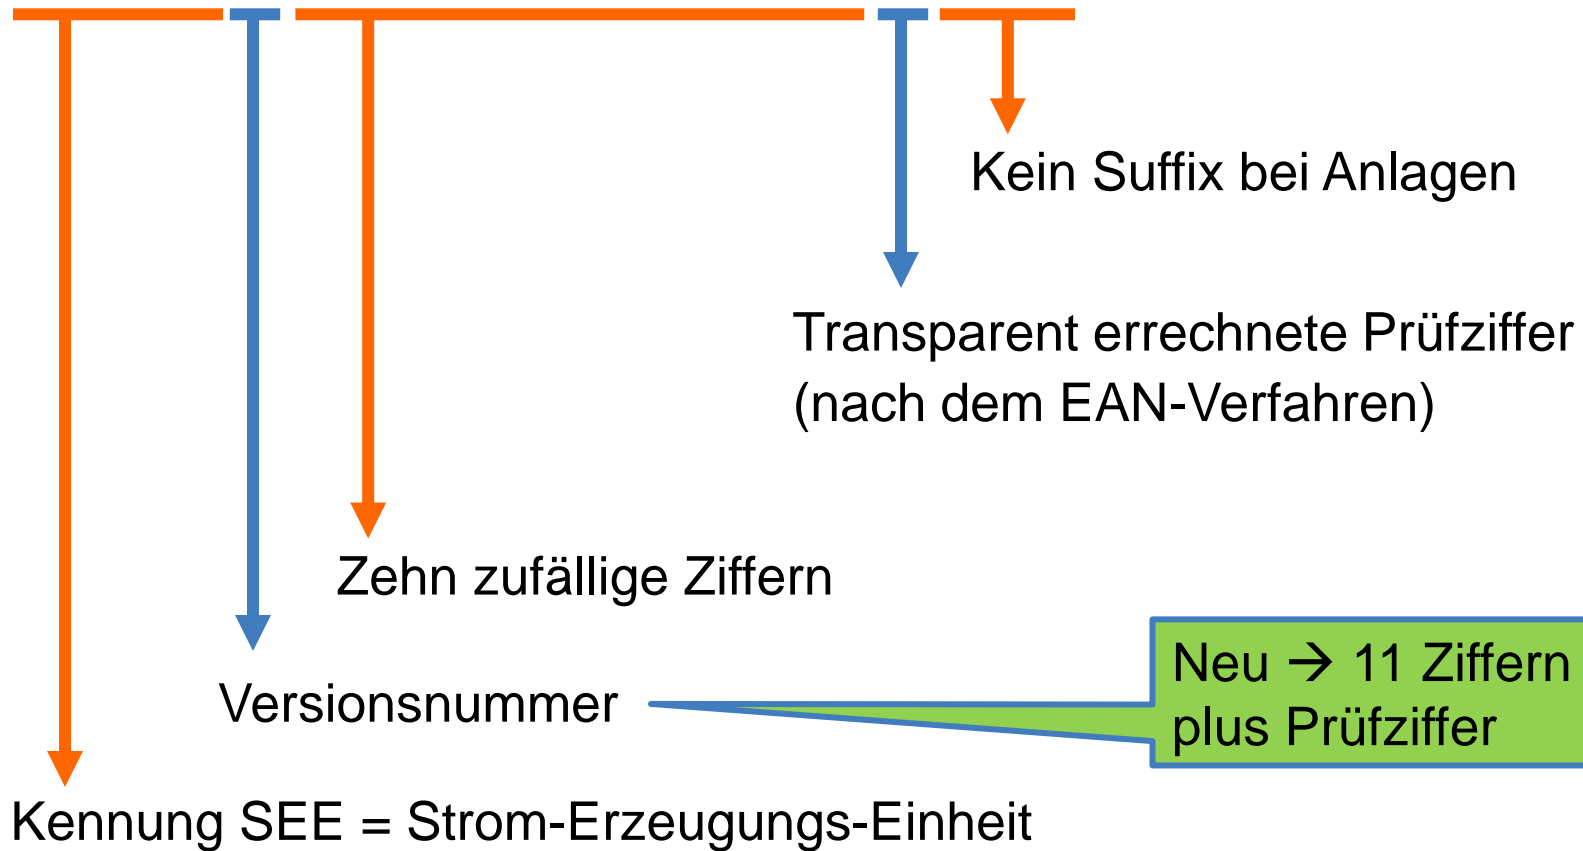 Kein Suffix bei Anlagen
Transparent errechnete Prüfziffer
(nach dem EAN-Verfahren)
Zehn zufällige Ziffern
Versionsnummer
Neu → 11 Ziffern
plus Prüfziffer
Kennung SEE = Strom-Erzeugungs-Einheit